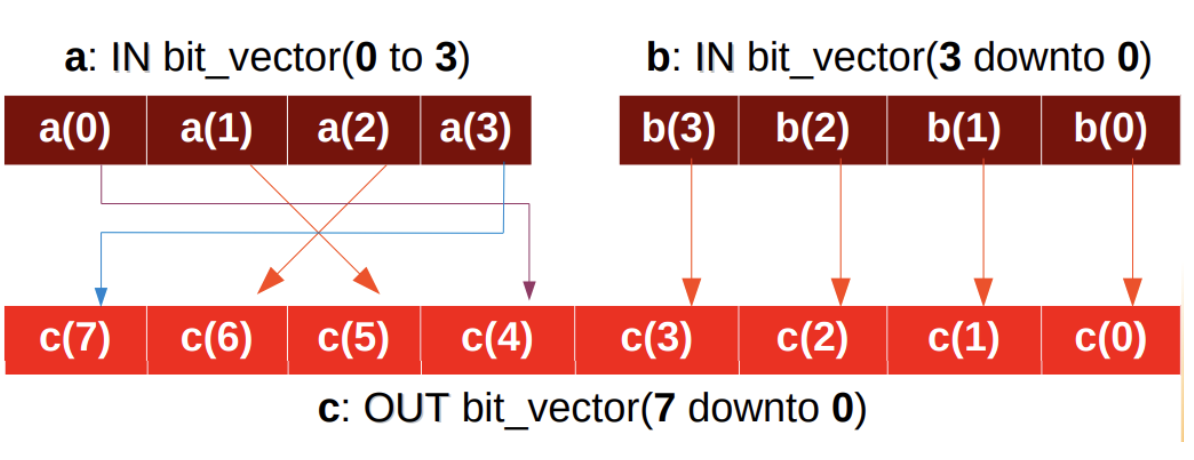 a: IN bit_vector(0 to 3) b: IN bit_vector(3 downto 0)
a(0) a(1) a(2) a(3) b(3) b(2) b(1) b(0)
c(7) c(6) c(5) c(4) c(3) c(2) c(1) c(0)
c: OUT bit_vector(7 downto 0)